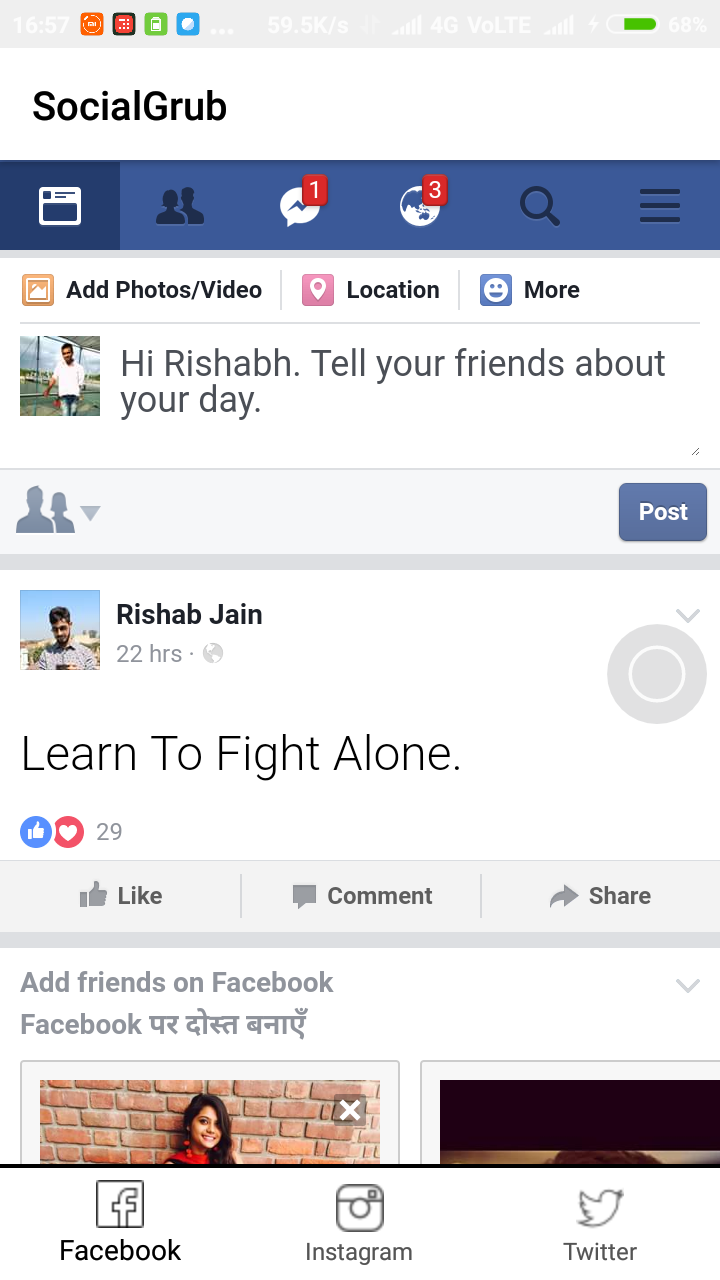 16:57 ... 59.5K/s 4G VoLTE 68%
SocialGrub
1 3
Add Photos/Video Location More
Hi Rishabh. Tell your friends about
your day.
Post
Rishab Jain
22 hrs ·
Learn To Fight Alone.
29
Like Comment Share
Add friends on Facebook
Facebook पर दोस्त बनाएँ
Facebook Instagram Twitter